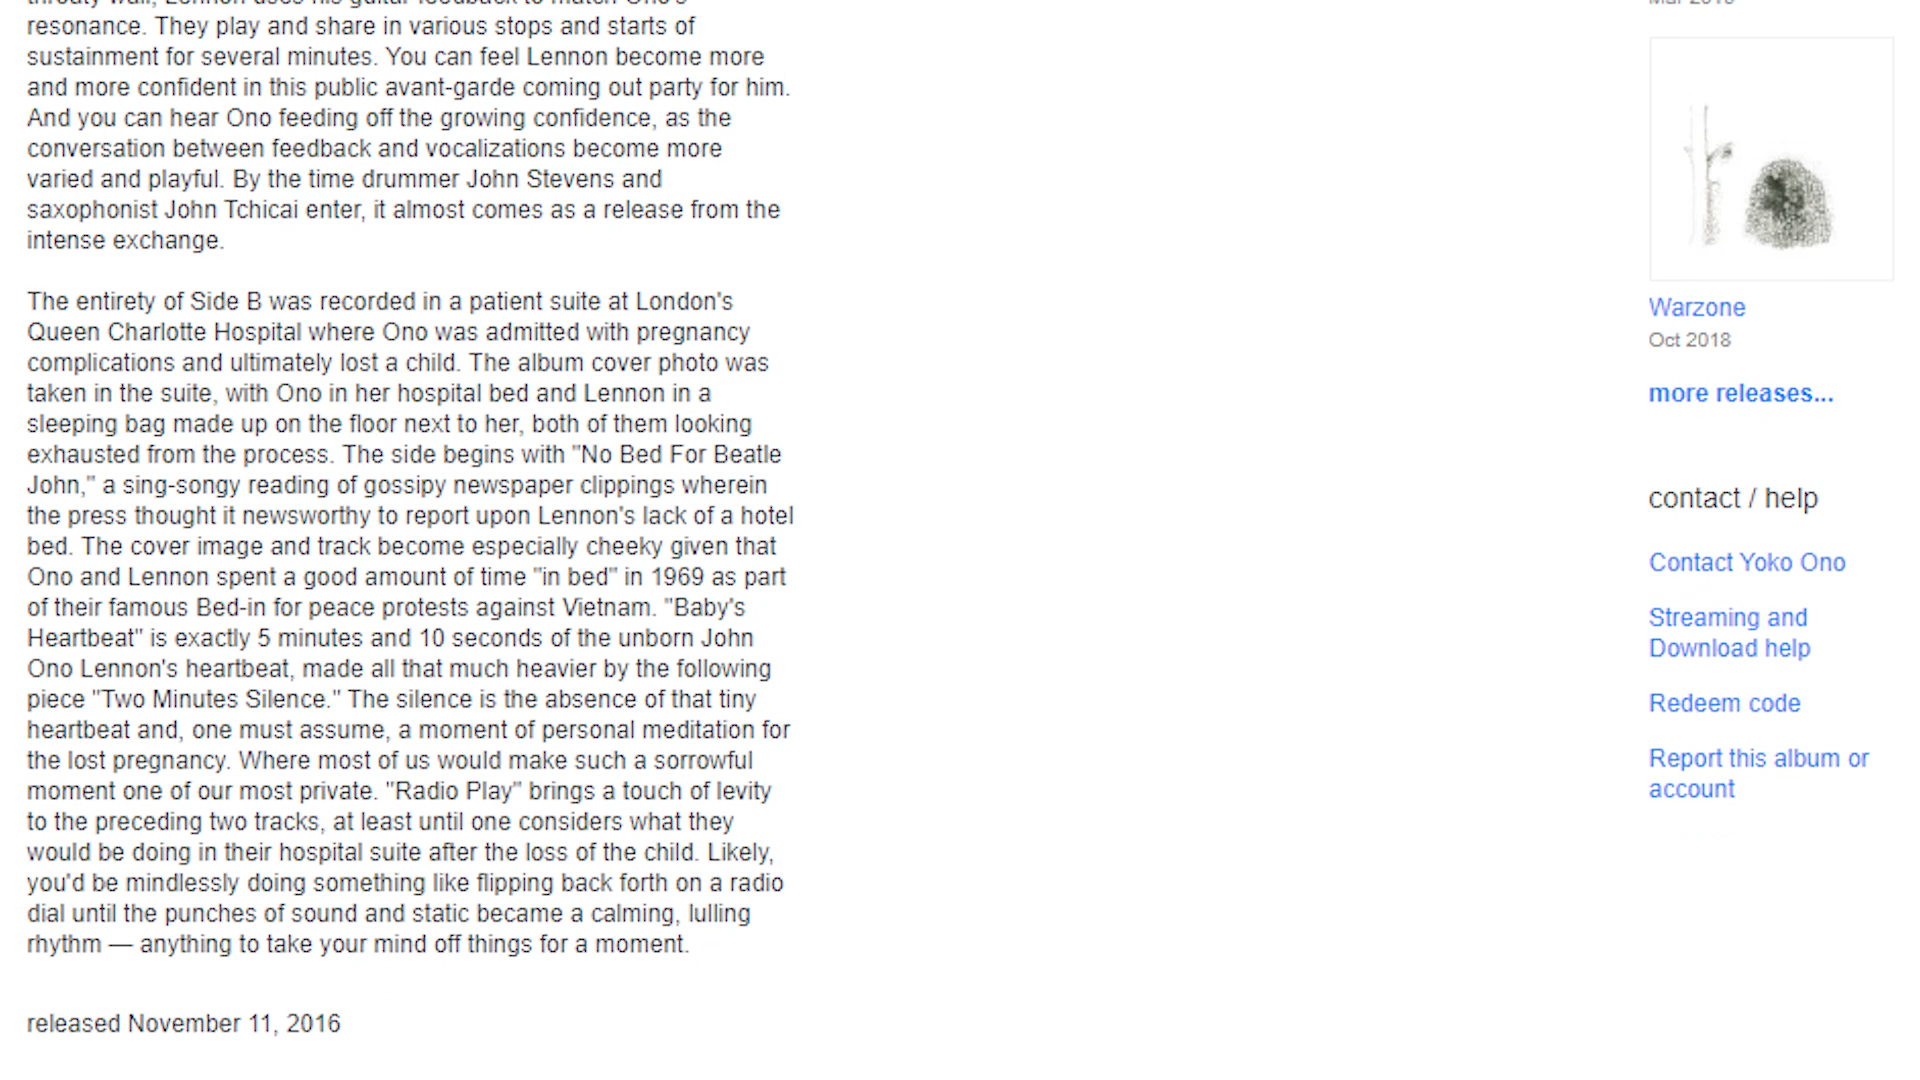 throaty wail, Lennon uses his guitar feedback to match Ono's
resonance. They play and share in various stops and starts of
sustainment for several minutes. You can feel Lennon become more
and more confident in this public avant-garde coming out party for him.
And you can hear Ono feeding off the growing confidence, as the
conversation between feedback and vocalizations become more
varied and playful. By the time drummer John Stevens and
saxophonist John Tchicai enter, it almost comes as a release from the
intense exchange.
The entirety of Side B was recorded in a patient suite at London's
Queen Charlotte Hospital where Ono was admitted with pregnancy
complications and ultimately lost a child. The album cover photo was
taken in the suite, with Ono in her hospital bed and Lennon in a
sleeping bag made up on the floor next to her, both of them looking
exhausted from the process. The side begins with "No Bed For Beatle
John," a sing-songy reading of gossipy newspaper clippings wherein
the press thought it newsworthy to report upon Lennon's lack of a hotel
bed. The cover image and track become especially cheeky given that
Ono and Lennon spent a good amount of time "in bed" in 1969 as part
of their famous Bed-in for peace protests against Vietnam. "Baby's
Heartbeat" is exactly 5 minutes and 10 seconds of the unborn John
Ono Lennon's heartbeat, made all that much heavier by the following
piece "Two Minutes Silence." The silence is the absence of that tiny
heartbeat and, one must assume, a moment of personal meditation for
the lost pregnancy. Where most of us would make such a sorrowful
moment one of our most private. "Radio Play" brings a touch of levity
to the preceding two tracks, at least until one considers what they
would be doing in their hospital suite after the loss of the child. Likely,
you'd be mindlessly doing something like flipping back forth on a radio
dial until the punches of sound and static became a calming, lulling
rhythm — anything to take your mind off things for a moment.
released November 11, 2016
Warzone
Oct 2018
more releases...
contact / help
Contact Yoko Ono
Streaming and
Download help
Redeem code
Report this album or
account